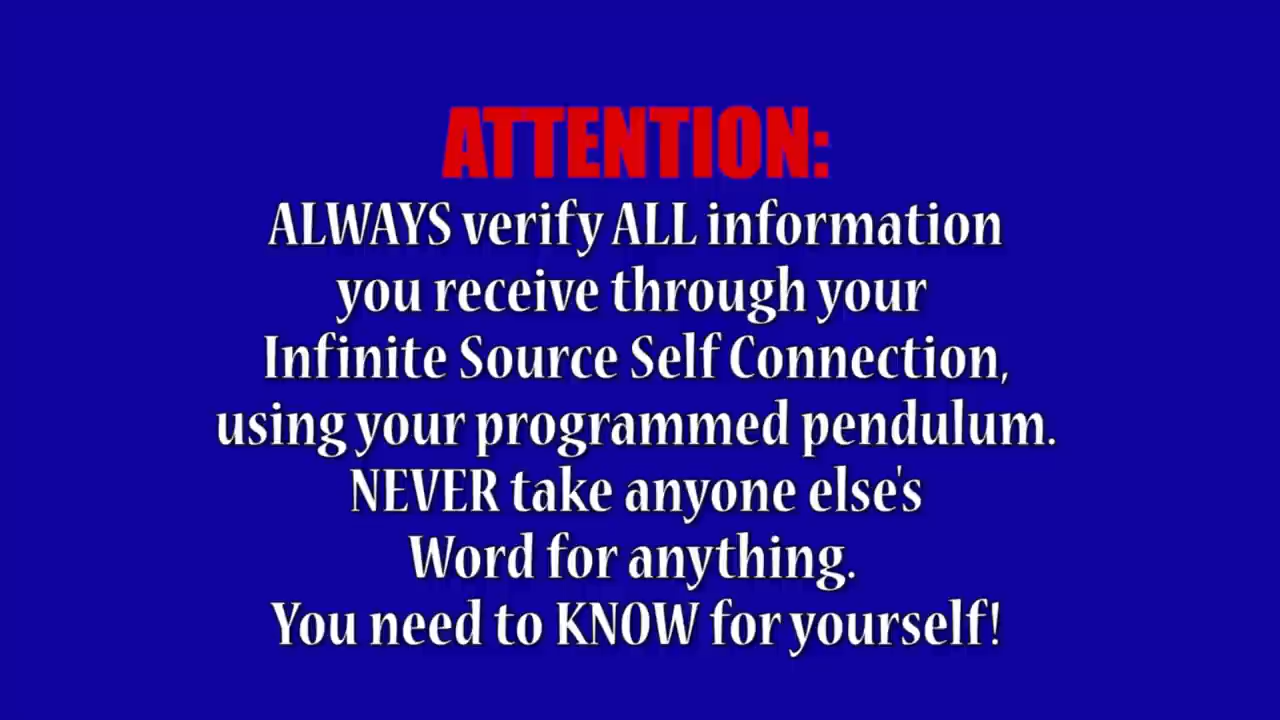 ATTENTION:
ALWAYS verify ALL information
you receive through your
Infinite Source Self Connection,
using your programmed pendulum.
NEVER take anyone else's
Word for anything.
You need to KNOW for yourself!